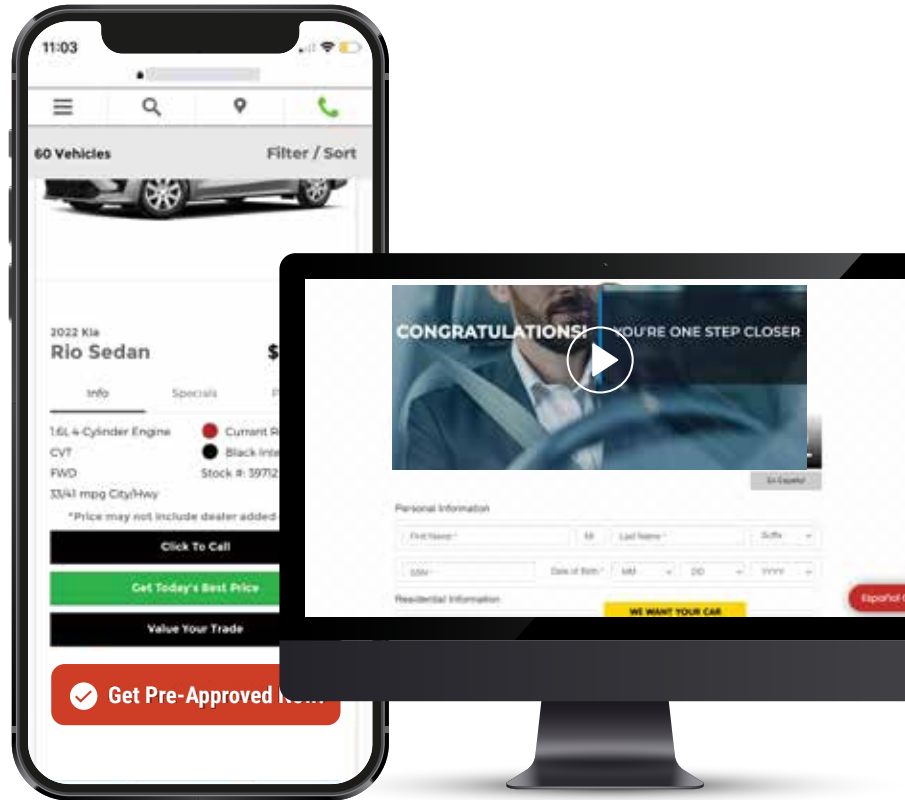 11:03
60 Vehicles
Filter / Sort
2022 Kia
Rio Sedan
$
Info
Specials
P
1.6L 4-Cylinder Engine
Currant R
CVT
Black Inte
FWD
Stock #: 39712
33/41 mpg City/Hwy
*Price may not include dealer added
Click To Call
Get Today's Best Price
Value Your Trade
Get Pre-Approved
CONGRATULATIONS!
YOU'RE ONE STEP CLOSER
En Español
Personal Information
First Name *
MI
Last Name *
Suffix
SSN *
Date of Birth *
MM
DD
YYYY
Residential Information
WE WANT YOUR CAR
Español